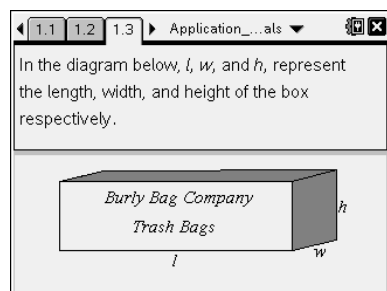 1.1 1.2 1.3 Application_...als
In the diagram below, l, w, and h, represent
the length, width, and height of the box
respectively.
Burly Bag Company
Trash Bags
h
w
l